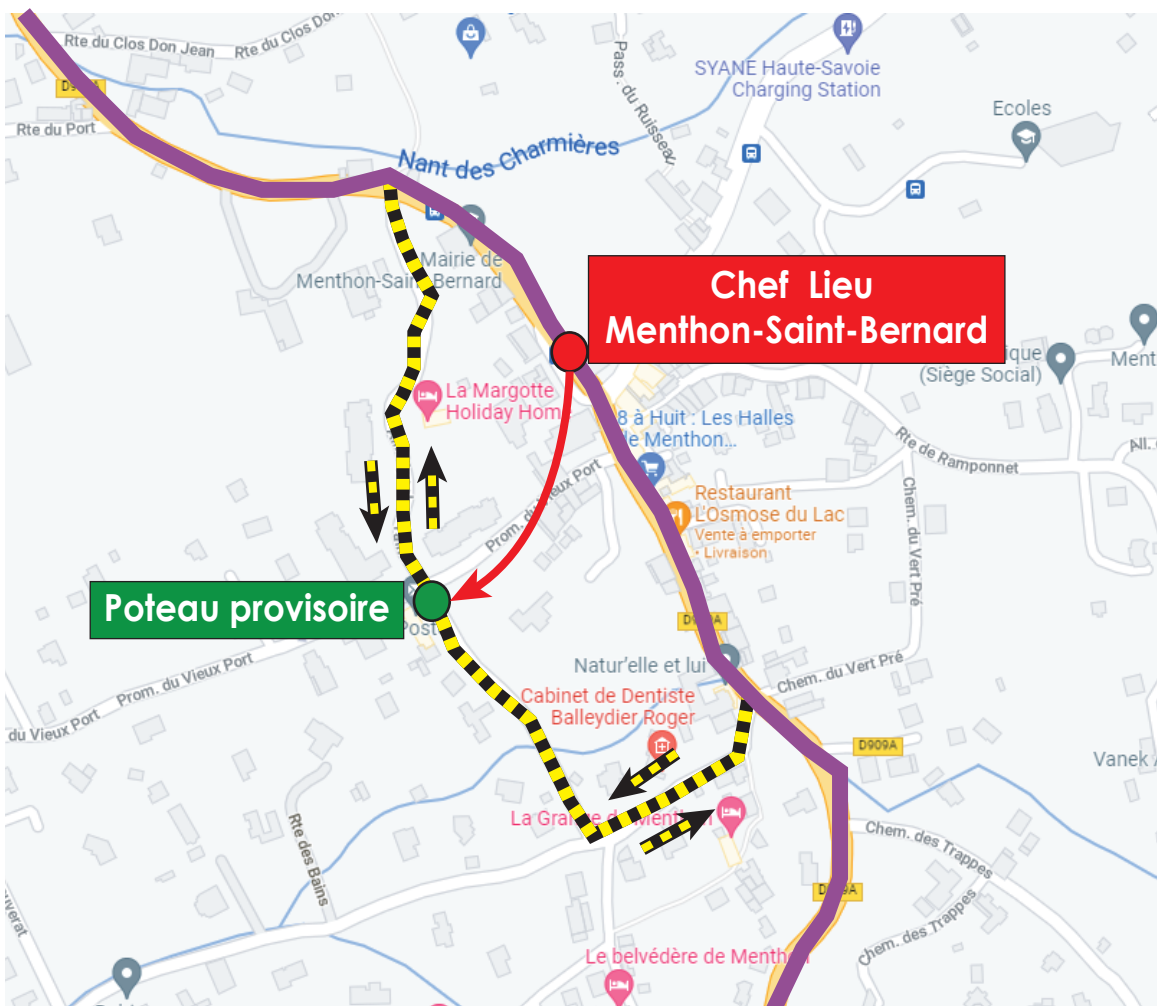 Rte du Clos Don Jean
Rte du Clos Don
Rte du Port
Pass. du Ruisseau
SYANE Haute-Savoie
Charging Station
Ecoles
Nant des Charmières
Mairie de
Menthon-Saint-Bernard
Chef Lieu
Menthon-Saint-Bernard
(Siège Social)
Ment
La Margotte
Holiday Home
8 à Huit : Les Halles
de Menthon...
Rte de Ramponnet
All.
Prom. du Vieux Port
Restaurant
L'Osmose du Lac
Vente à emporter
• Livraison
Chem. du Vert Pré
Poteau provisoire
Post
Prom. du Vieux Port
du Vieux Port
Natur'elle et lui
Chem. du Vert Pré
Cabinet de Dentiste
Balleydier Roger
D909A
Vanek
La Grange de Menthon
Rte des Bains
Chem. des Trappes
D909A
Chem. des Trappes
Le belvédère de Menthon